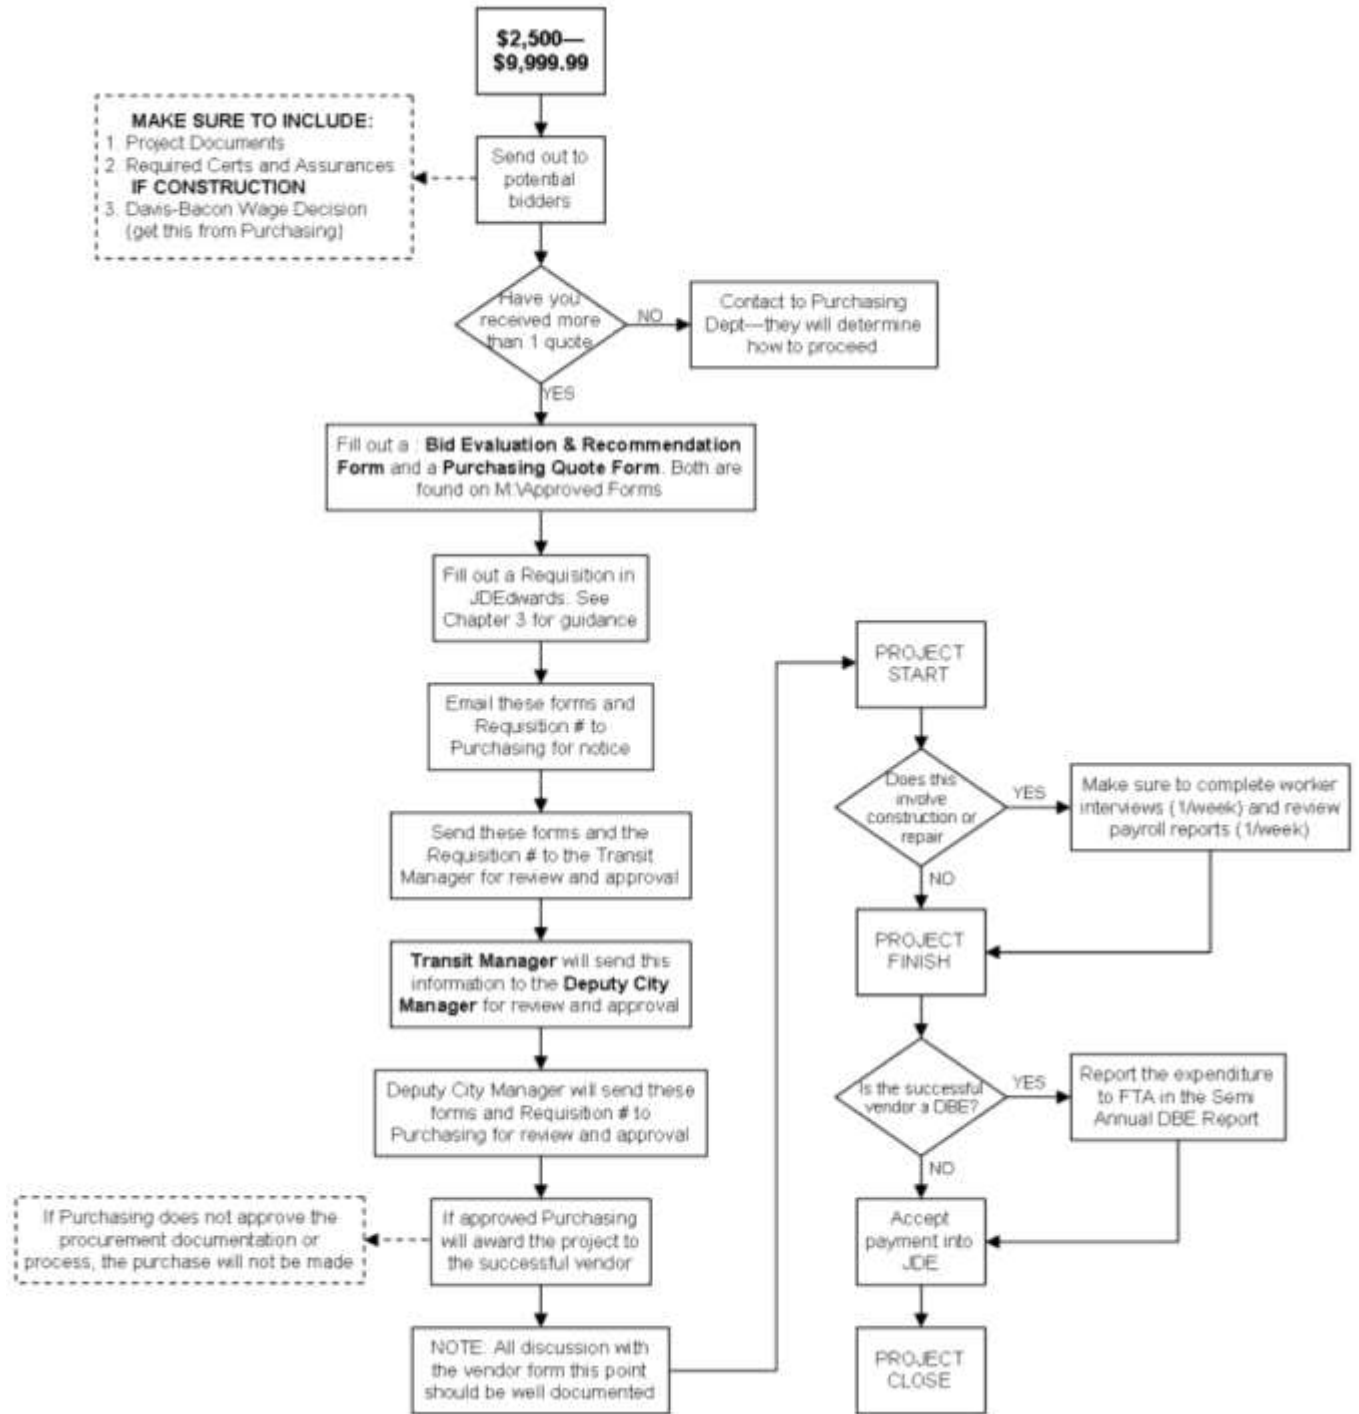 $2,500—
$9,999.99
MAKE SURE TO INCLUDE:
1. Project Documents
2. Required Certs and Assurances
IF CONSTRUCTION
3. Davis-Bacon Wage Decision
(get this from Purchasing)
Send out to
potential
bidders
Have you
received more
than 1 quote
NO
Contact to Purchasing
Dept—they will determine
how to proceed
YES
Fill out a : Bid Evaluation & Recommendation
Form and a Purchasing Quote Form. Both are
found on M:\Approved Forms
Fill out a Requisition in
JDEdwards. See
Chapter 3 for guidance
Email these forms and
Requisition # to
Purchasing for notice
Send these forms and the
Requisition # to the Transit
Manager for review and approval
Transit Manager will send this
information to the Deputy City
Manager for review and approval
Deputy City Manager will send these
forms and Requisition # to
Purchasing for review and approval
If Purchasing does not approve the
procurement documentation or
process, the purchase will not be made
If approved Purchasing
will award the project to
the successful vendor
NOTE: All discussion with
the vendor form this point
should be well documented
PROJECT
START
Does this
involve
construction or
repair
YES
Make sure to complete worker
interviews (1/week) and review
payroll reports (1/week)
NO
PROJECT
FINISH
Is the successful
vendor a DBE?
YES
Report the expenditure
to FTA in the Semi
Annual DBE Report
NO
Accept
payment into
JDE
PROJECT
CLOSE